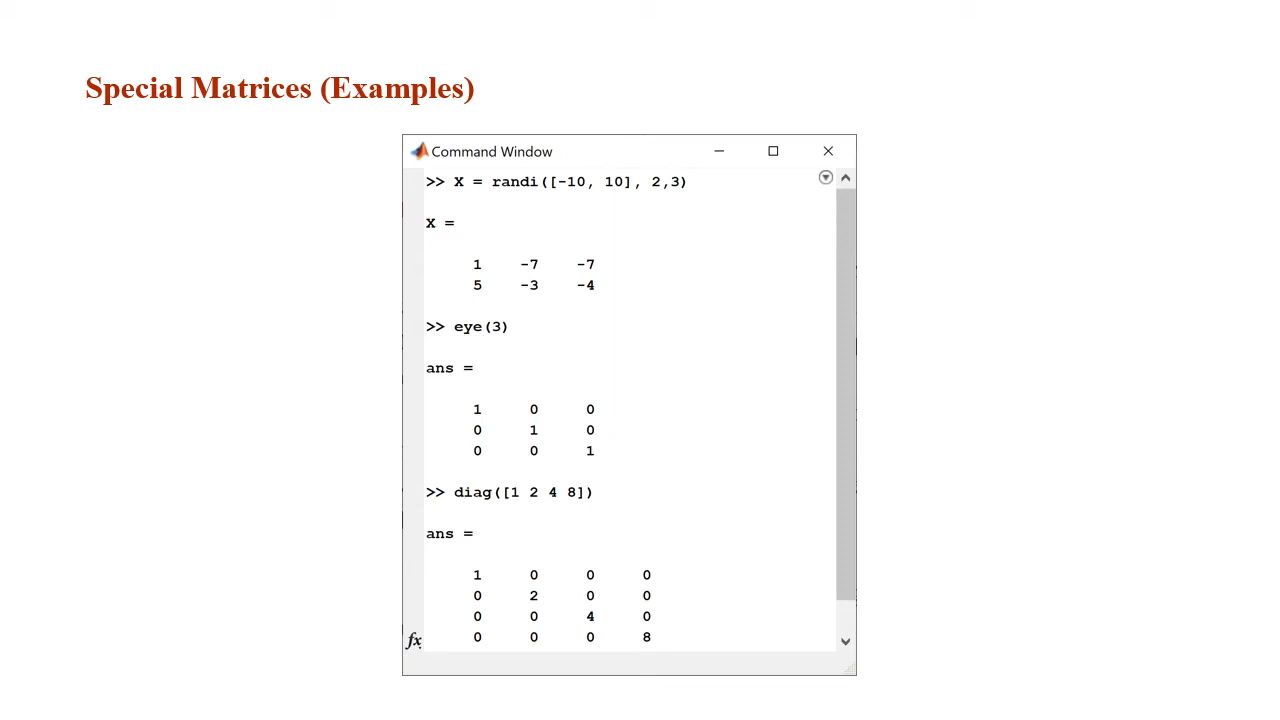 Special Matrices (Examples)
Command Window
>> X = randi([-10, 10], 2,3)
X =
1 -7 -7
5 -3 -4
>> eye(3)
ans =
1 0 0
0 1 0
0 0 1
>> diag([1 2 4 8])
ans =
1 0 0 0
0 2 0 0
0 0 4 0
fx
0 0 0 8